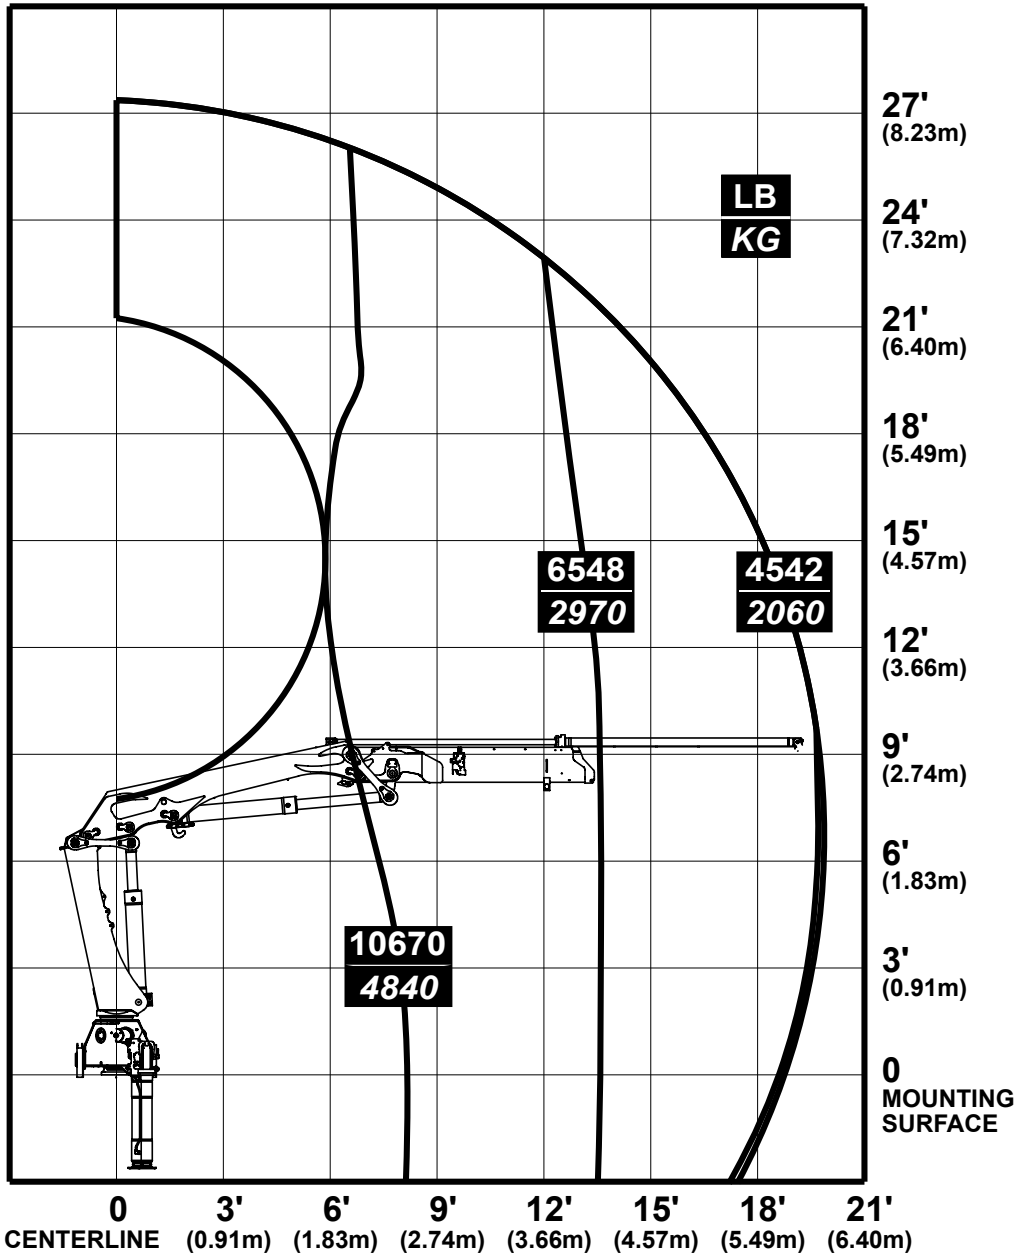 27'
(8.23m)
LB
KG
24'
(7.32m)
21'
(6.40m)
18'
(5.49m)
15'
(4.57m)
6548
2970
4542
2060
12'
(3.66m)
9'
(2.74m)
6'
(1.83m)
10670
4840
3'
(0.91m)
0
MOUNTING
SURFACE
0 3' 6' 9' 12' 15' 18' 21'
CENTERLINE (0.91m) (1.83m) (2.74m) (3.66m) (4.57m) (5.49m) (6.40m)